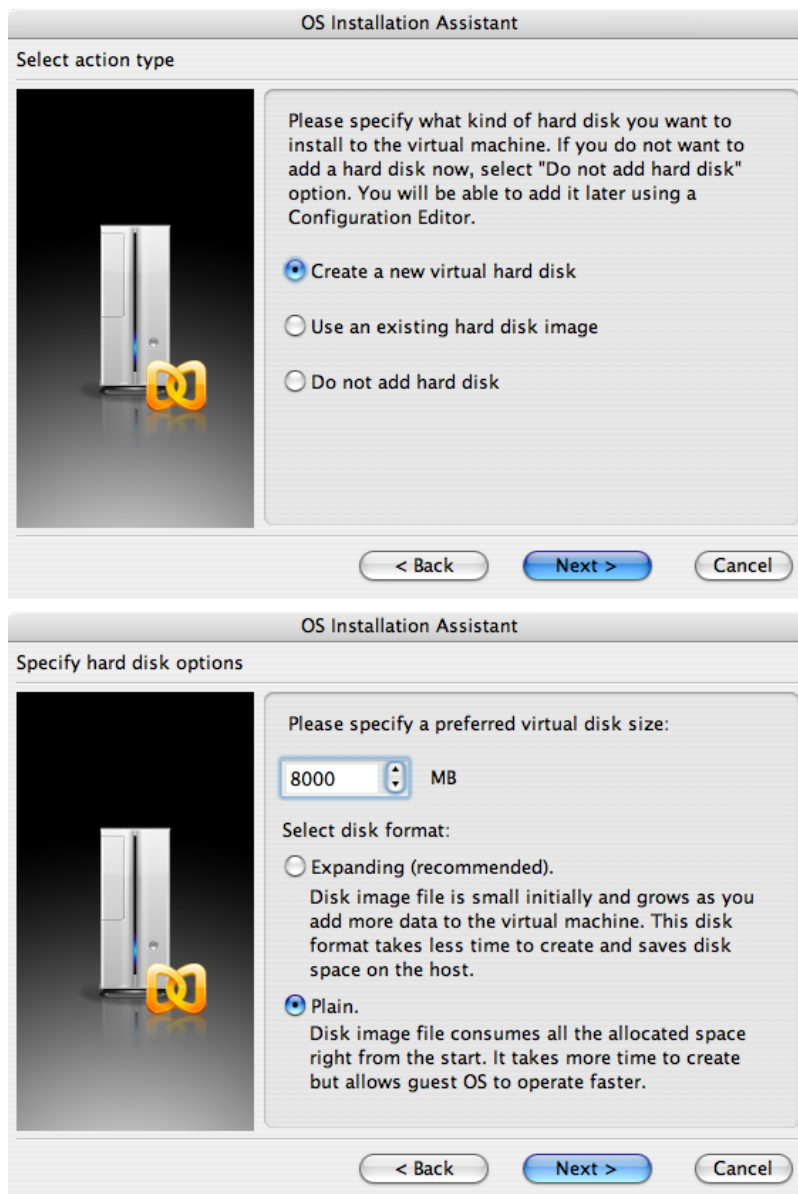 OS Installation Assistant
Select action type
Please specify what kind of hard disk you want to
install to the virtual machine. If you do not want to
add a hard disk now, select "Do not add hard disk"
option. You will be able to add it later using a
Configuration Editor.
Create a new virtual hard disk
Use an existing hard disk image
Do not add hard disk
< Back
Next >
Cancel
OS Installation Assistant
Specify hard disk options
Please specify a preferred virtual disk size:
8000 MB
Select disk format:
Expanding (recommended).
Disk image file is small initially and grows as you
add more data to the virtual machine. This disk
format takes less time to create and saves disk
space on the host.
Plain.
Disk image file consumes all the allocated space
right from the start. It takes more time to create
but allows guest OS to operate faster.
< Back
Next >
Cancel